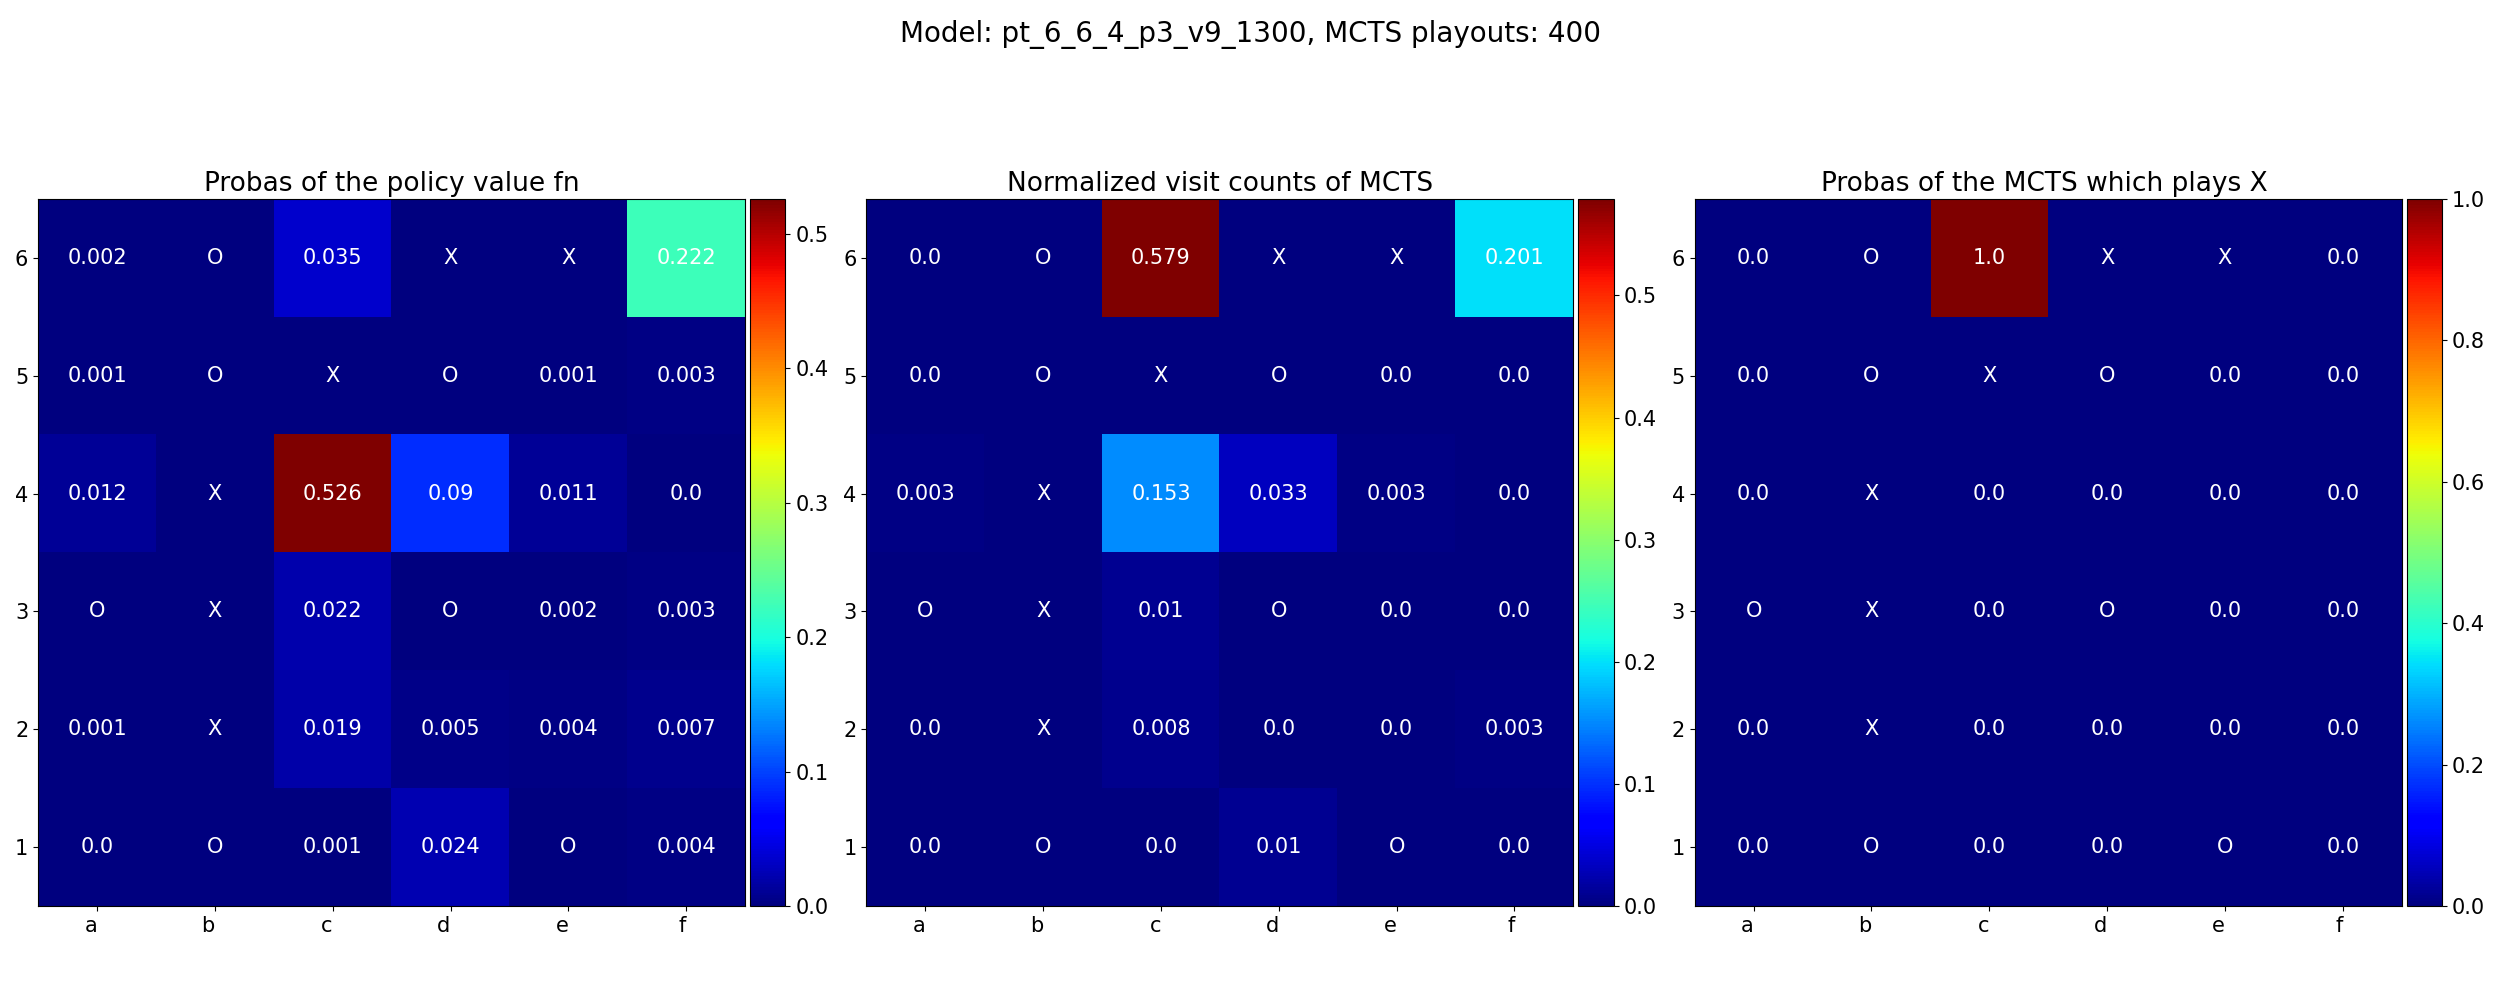 Model: pt_6_6_4_p3_v9_1300, MCTS playouts: 400
Probas of the policy value fn
6 0.002 O 0.035 X X 0.222
5 0.001 O X O 0.001 0.003
4 0.012 X 0.526 0.09 0.011 0.0
3 O X 0.022 O 0.002 0.003
2 0.001 X 0.019 0.005 0.004 0.007
1 0.0 O 0.001 0.024 O 0.004
a b c d e f
0.5
0.4
0.3
0.2
0.1
0.0
Normalized visit counts of MCTS
6 0.0 O 0.579 X X 0.201
5 0.0 O X O 0.0 0.0
4 0.003 X 0.153 0.033 0.003 0.0
3 O X 0.01 O 0.0 0.0
2 0.0 X 0.008 0.0 0.0 0.003
1 0.0 O 0.0 0.01 O 0.0
a b c d e f
0.5
0.4
0.3
0.2
0.1
0.0
Probas of the MCTS which plays X
6 0.0 O 1.0 X X 0.0
5 0.0 O X O 0.0 0.0
4 0.0 X 0.0 0.0 0.0 0.0
3 O X 0.0 O 0.0 0.0
2 0.0 X 0.0 0.0 0.0 0.0
1 0.0 O 0.0 0.0 O 0.0
a b c d e f
1.0
0.8
0.6
0.4
0.2
0.0